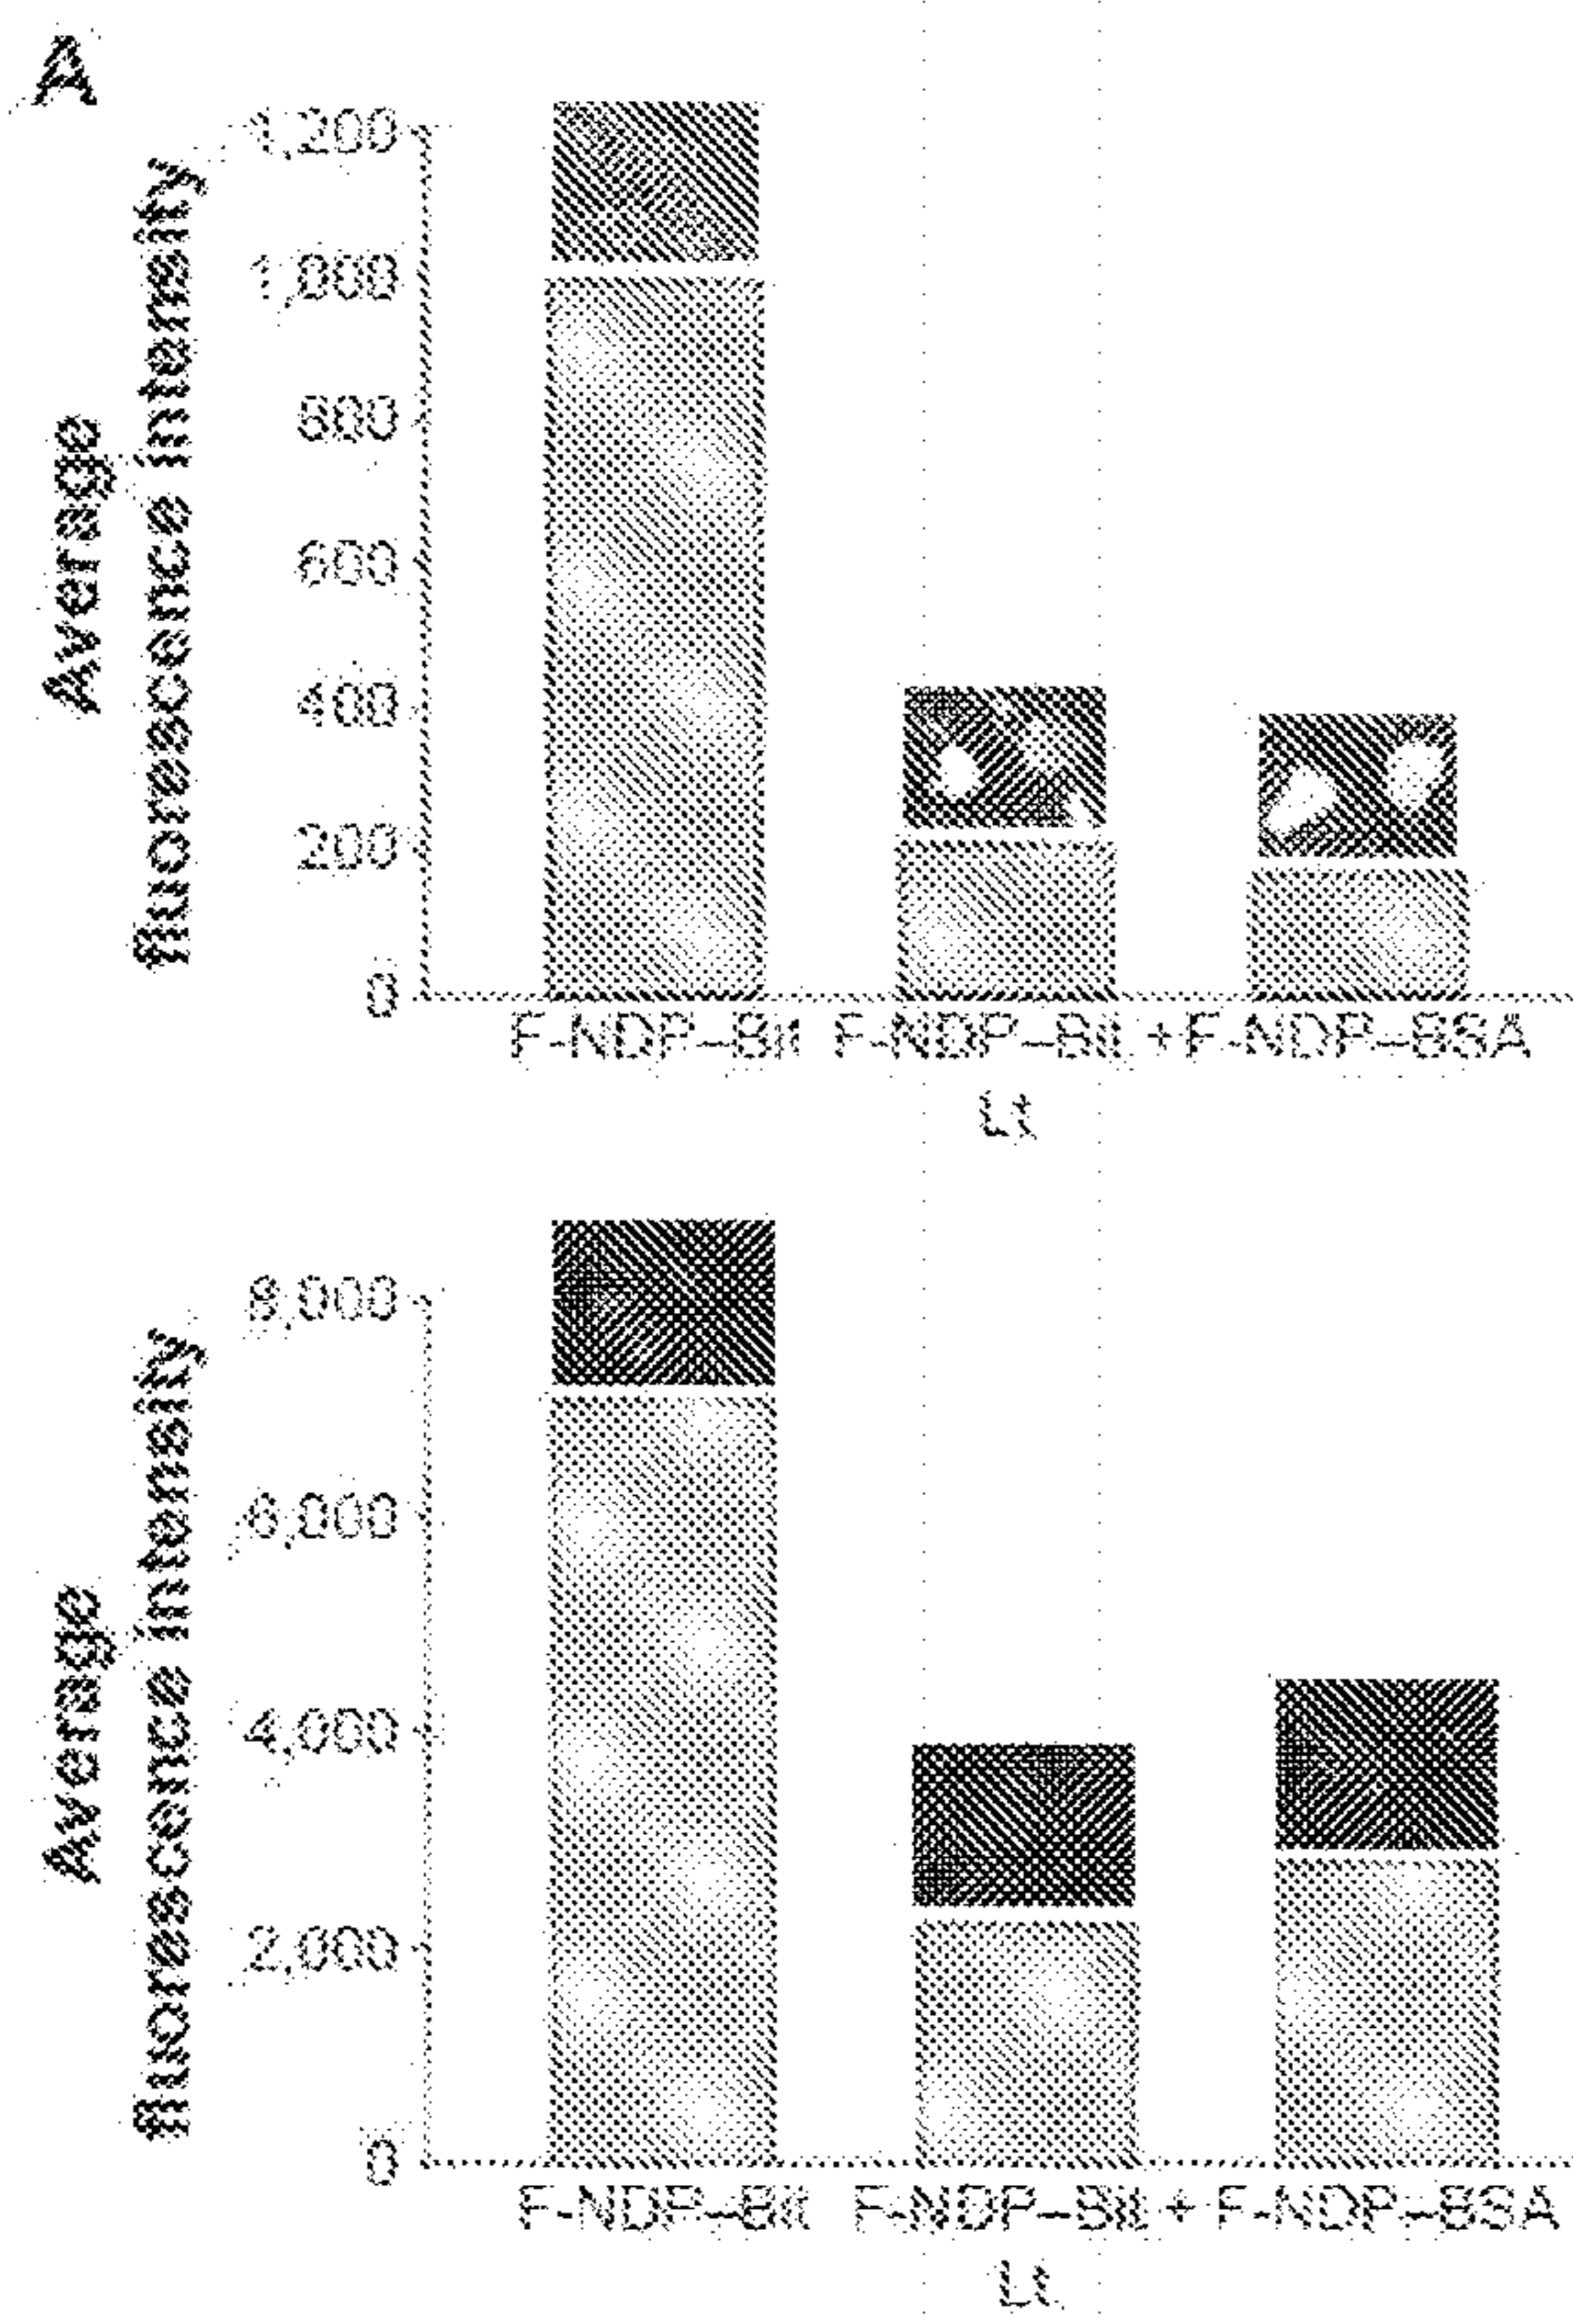 A
Average
fluorescence intensity
1,200
1,000
800
600
400
200
0
F-NDP–Bit F-NDP–Bit + F-NDP–BSA
Lt
Average
fluorescence intensity
8,000
6,000
4,000
2,000
0
F-NDP–Bit F-NDP–Bit + F-NDP–BSA
Lt